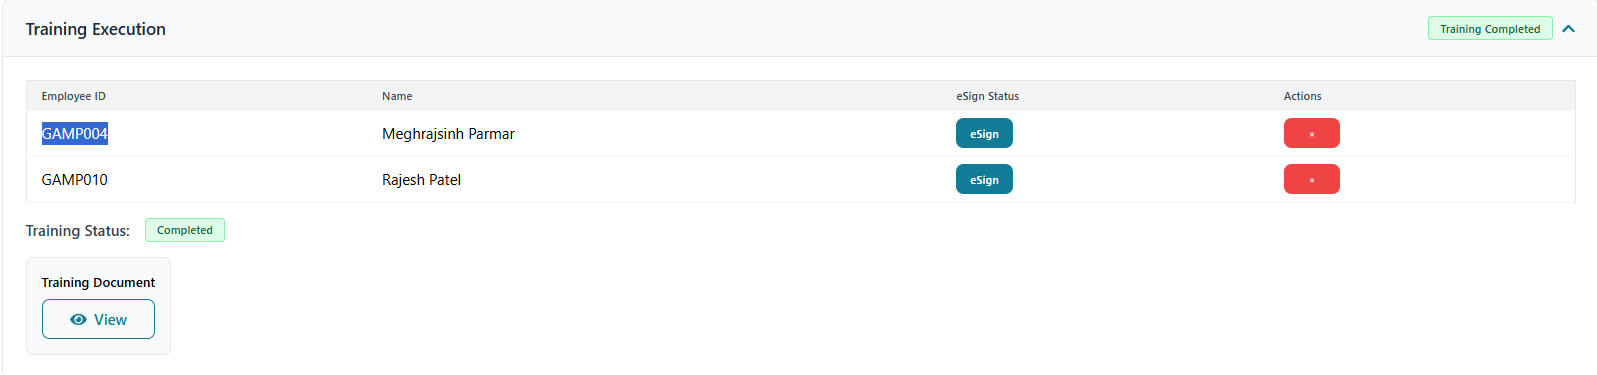 Training Execution
Training Completed
Employee ID Name eSign Status Actions
GAMP004 Meghrajsinh Parmar eSign ×
GAMP010 Rajesh Patel eSign ×
Training Status: Completed
Training Document
View